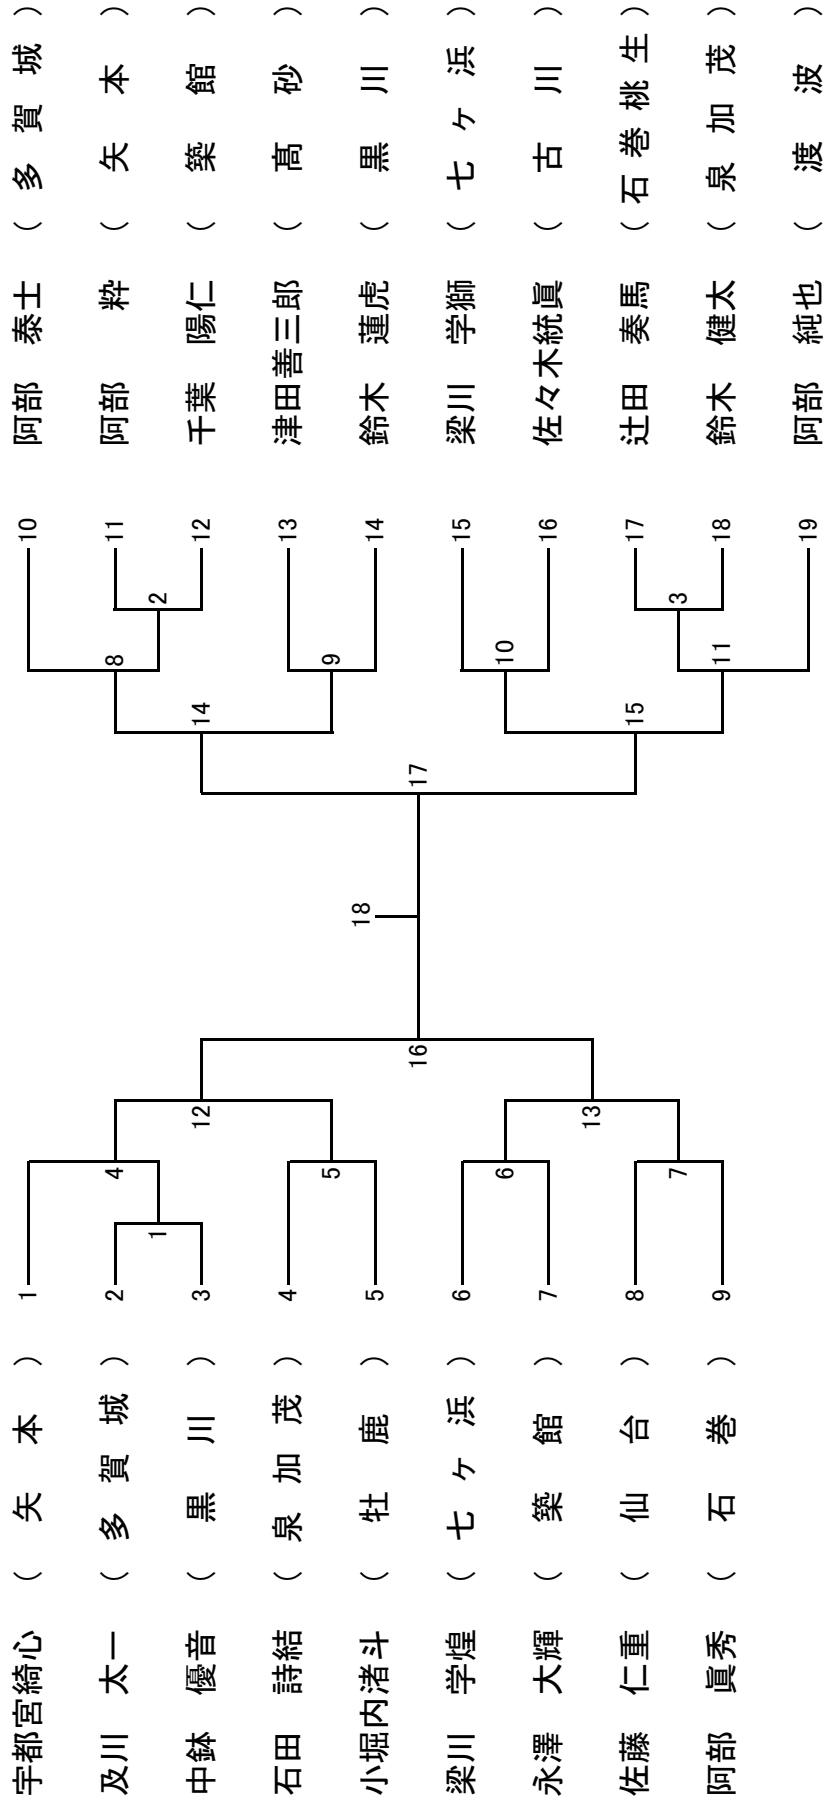 宇都宮綺心 （ 矢 本 ） 1
及川 太一 （ 多 賀 城 ） 2
中鉢 優音 （ 黒 川 ） 3
石田 詩結 （ 泉 加 茂 ） 4
小堀内渚斗 （ 牡 鹿 ） 5
梁川 学煌 （ 七 ヶ 浜 ） 6
永澤 大輝 （ 築 館 ） 7
佐藤 仁重 （ 仙 台 ） 8
阿部 眞秀 （ 石 巻 ） 9
1
4
5
6
7
12
13
16
18
17
14
15
8
9
10
11
2
3
10 阿部 泰士 （ 多 賀 城 ）
11 阿部 粋 （ 矢 本 ）
12 千葉 陽仁 （ 築 館 ）
13 津田善三郎 （ 高 砂 ）
14 鈴木 蓮虎 （ 黒 川 ）
15 梁川 学獅 （ 七 ヶ 浜 ）
16 佐々木統眞 （ 古 川 ）
17 辻田 奏馬 （ 石 巻 桃 生 ）
18 鈴木 健太 （ 泉 加 茂 ）
19 阿部 純也 （ 渡 波 ）